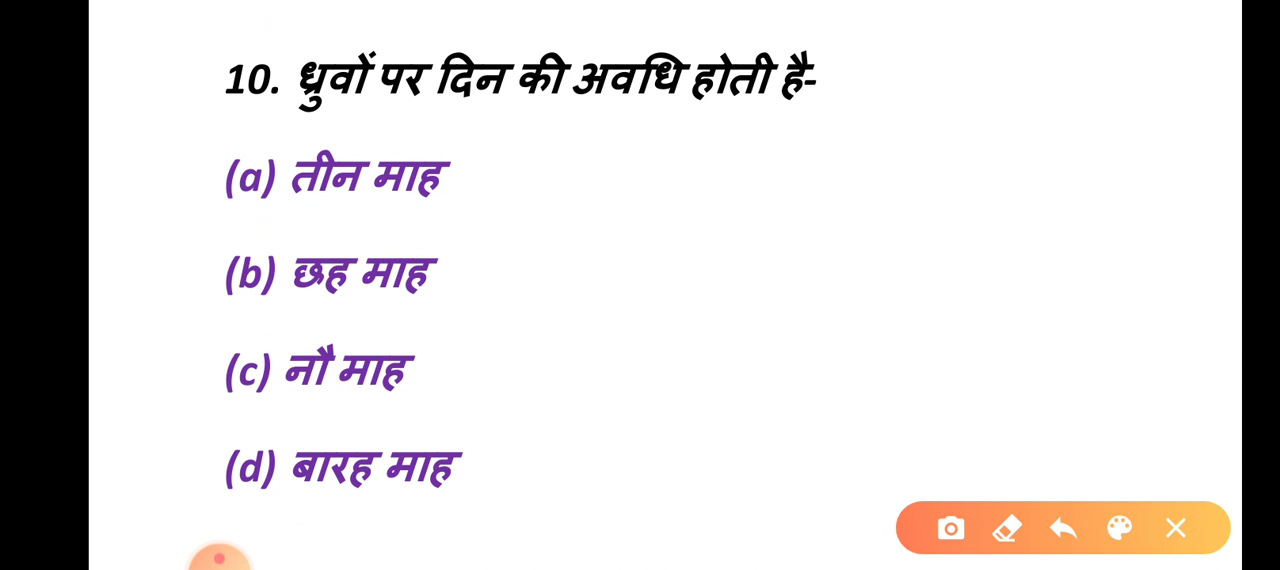 10. ध्रुवों पर दिन की अवधि होती है-
(a) तीन माह
(b) छह माह
(c) नौ माह
(d) बारह माह